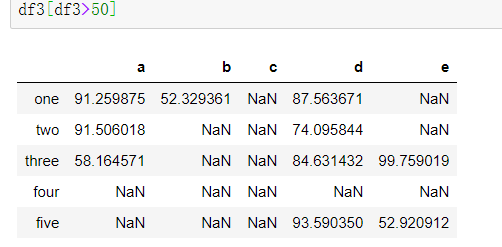 df3[df3>50]
a b c d e
one 91.259875 52.329361 NaN 87.563671 NaN
two 91.506018 NaN NaN 74.095844 NaN
three 58.164571 NaN NaN 84.631432 99.759019
four NaN NaN NaN NaN NaN
five NaN NaN NaN 93.590350 52.920912